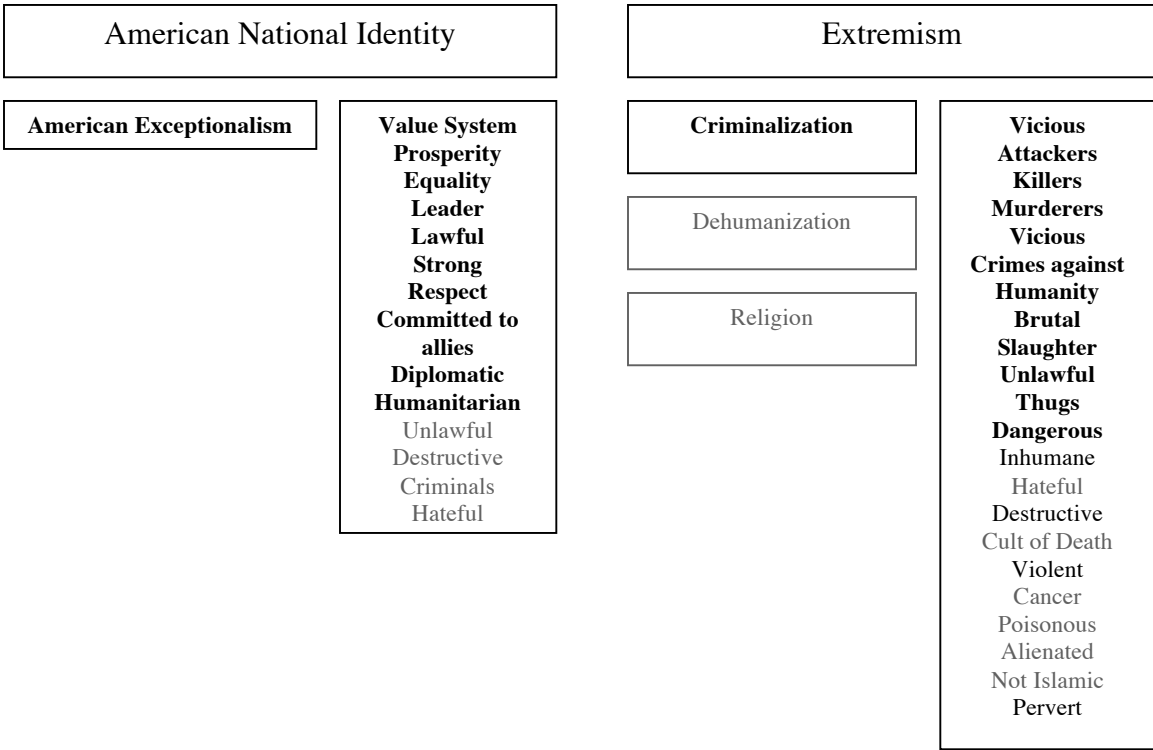 American National Identity
Extremism
American Exceptionalism
Value System
Prosperity
Equality
Leader
Lawful
Strong
Respect
Committed to
allies
Diplomatic
Humanitarian
Unlawful
Destructive
Criminals
Hateful
Criminalization
Dehumanization
Religion
Vicious
Attackers
Killers
Murderers
Vicious
Crimes against
Humanity
Brutal
Slaughter
Unlawful
Thugs
Dangerous
Inhumane
Hateful
Destructive
Cult of Death
Violent
Cancer
Poisonous
Alienated
Not Islamic
Pervert